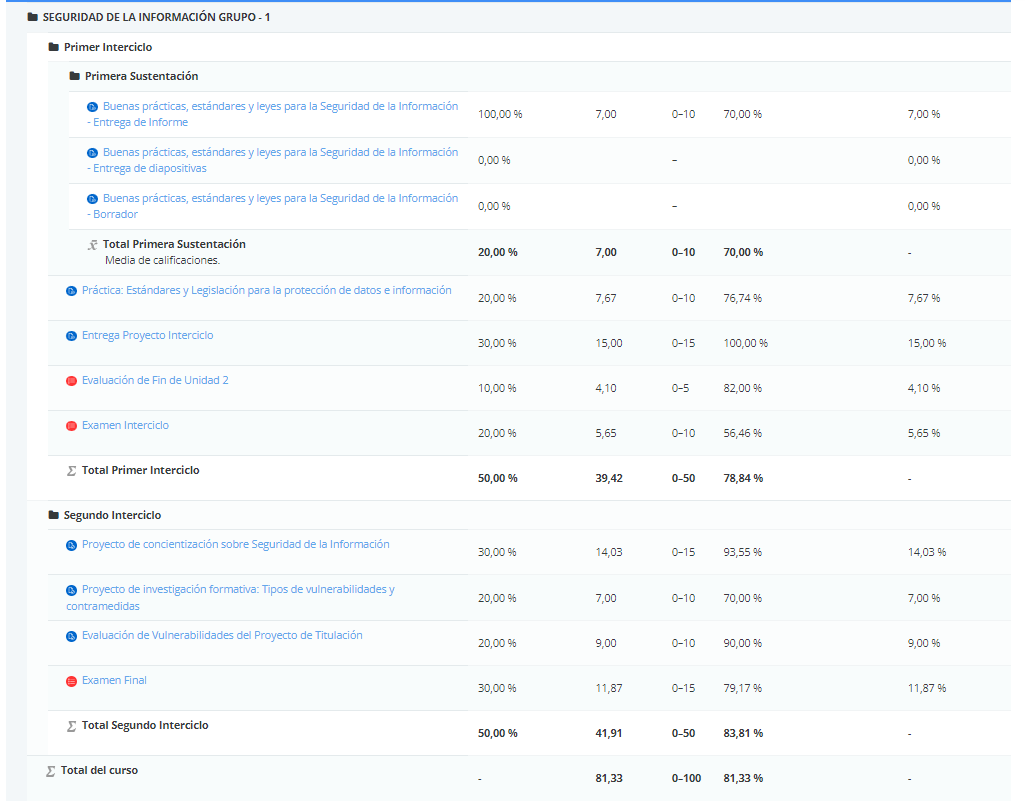 SEGURIDAD DE LA INFORMACIÓN GRUPO - 1
Primer Interciclo
Primera Sustentación
Buenas prácticas, estándares y leyes para la Seguridad de la Información
- Entrega de Informe
100,00 % 7,00 0–10 70,00 % 7,00 %
Buenas prácticas, estándares y leyes para la Seguridad de la Información
- Entrega de diapositivas
0,00 % – 0,00 %
Buenas prácticas, estándares y leyes para la Seguridad de la Información
- Borrador
0,00 % – 0,00 %
Total Primera Sustentación
Media de calificaciones.
20,00 % 7,00 0–10 70,00 % -
Práctica: Estándares y Legislación para la protección de datos e información
20,00 % 7,67 0–10 76,74 % 7,67 %
Entrega Proyecto Interciclo
30,00 % 15,00 0–15 100,00 % 15,00 %
Evaluación de Fin de Unidad 2
10,00 % 4,10 0–5 82,00 % 4,10 %
Examen Interciclo
20,00 % 5,65 0–10 56,46 % 5,65 %
Σ Total Primer Interciclo
50,00 % 39,42 0–50 78,84 % -
Segundo Interciclo
Proyecto de concientización sobre Seguridad de la Información
30,00 % 14,03 0–15 93,55 % 14,03 %
Proyecto de investigación formativa: Tipos de vulnerabilidades y
contramedidas
20,00 % 7,00 0–10 70,00 % 7,00 %
Evaluación de Vulnerabilidades del Proyecto de Titulación
20,00 % 9,00 0–10 90,00 % 9,00 %
Examen Final
30,00 % 11,87 0–15 79,17 % 11,87 %
Σ Total Segundo Interciclo
50,00 % 41,91 0–50 83,81 % -
Σ Total del curso
- 81,33 0–100 81,33 % -